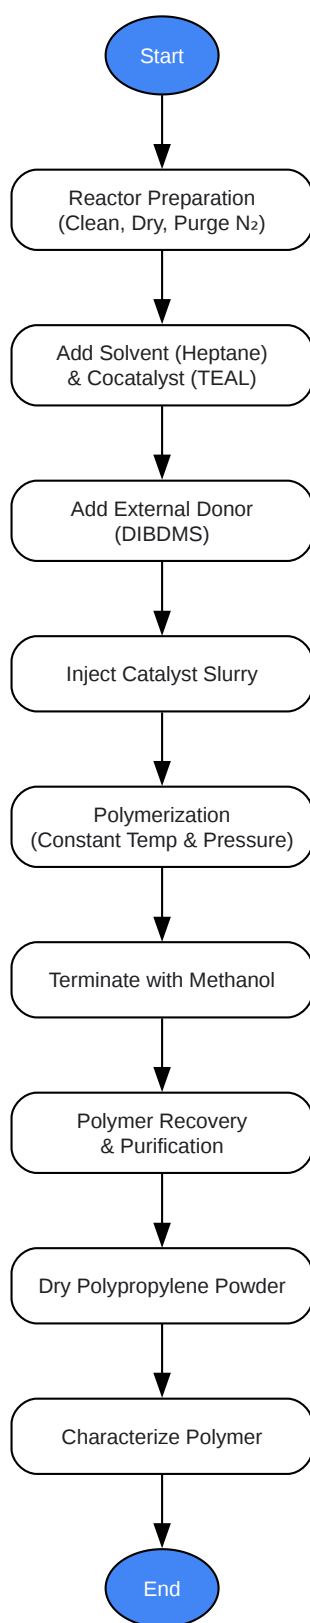 Start
Reactor Preparation
(Clean, Dry, Purge N₂)
Add Solvent (Heptane)
& Cocatalyst (TEAL)
Add External Donor
(DIBDMS)
Inject Catalyst Slurry
Polymerization
(Constant Temp & Pressure)
Terminate with Methanol
Polymer Recovery
& Purification
Dry Polypropylene Powder
Characterize Polymer
End